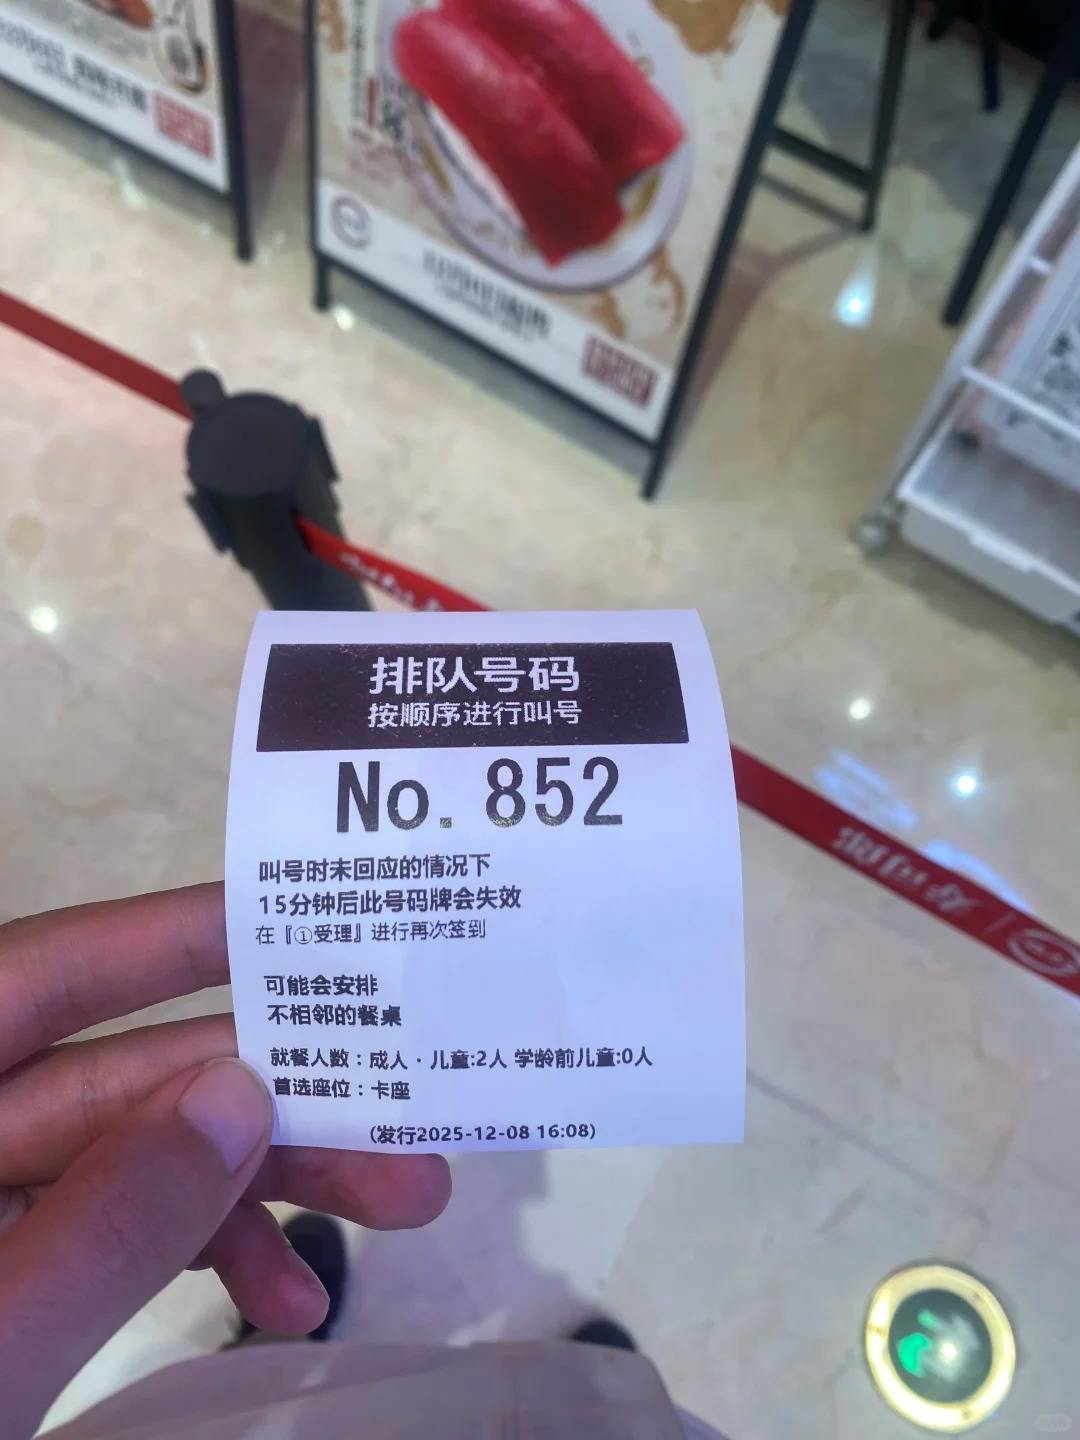 排队号码
按顺序进行叫号
No. 852
叫号时未回应的情况下
15分钟后此号码牌会失效
在『①受理』进行再次签到
可能会安排
不相邻的餐桌
就餐人数：成人・儿童:2人 学龄前儿童:0人
首选座位：卡座
(发行2025-12-08 16:08)